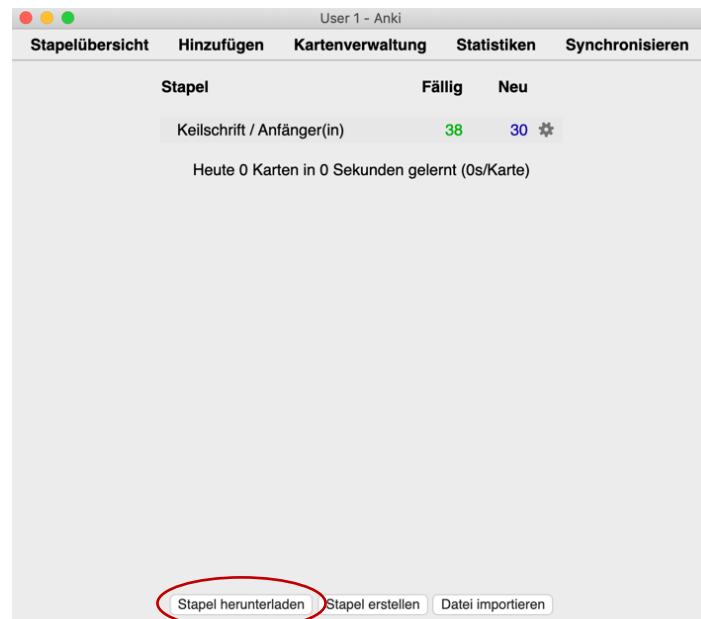 User 1 - Anki
Stapelübersicht Hinzufügen Kartenverwaltung Statistiken Synchronisieren
Stapel Fällig Neu
Keilschrift / Anfänger(in) 38 30
Heute 0 Karten in 0 Sekunden gelernt (0s/Karte)
Stapel herunterladen Stapel erstellen Datei importieren